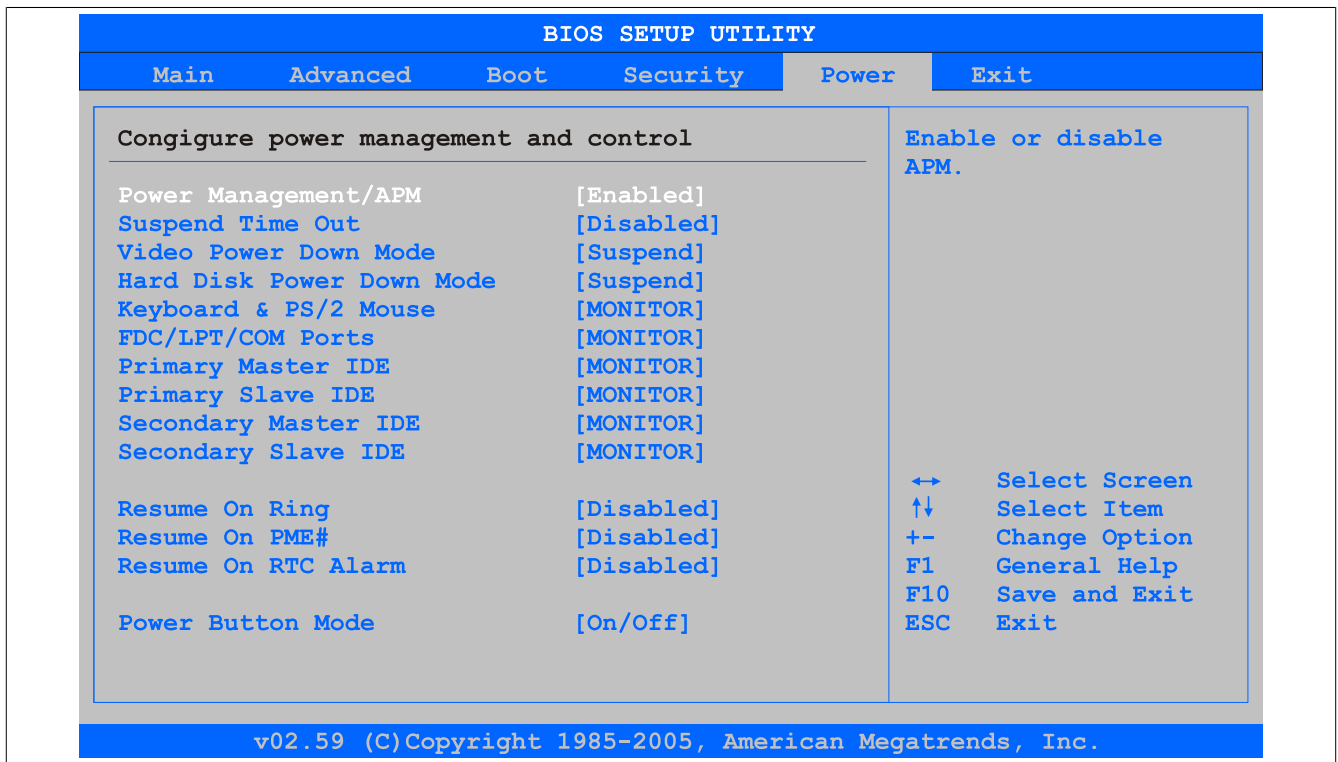 BIOS SETUP UTILITY
Main Advanced Boot Security Power Exit
Congigure power management and control
Power Management/APM [Enabled]
Suspend Time Out [Disabled]
Video Power Down Mode [Suspend]
Hard Disk Power Down Mode [Suspend]
Keyboard & PS/2 Mouse [MONITOR]
FDC/LPT/COM Ports [MONITOR]
Primary Master IDE [MONITOR]
Primary Slave IDE [MONITOR]
Secondary Master IDE [MONITOR]
Secondary Slave IDE [MONITOR]
Resume On Ring [Disabled]
Resume On PME# [Disabled]
Resume On RTC Alarm [Disabled]
Power Button Mode [On/Off]
Enable or disable
APM.
↔ Select Screen
↑↓ Select Item
+- Change Option
F1 General Help
F10 Save and Exit
ESC Exit
v02.59 (C)Copyright 1985-2005, American Megatrends, Inc.